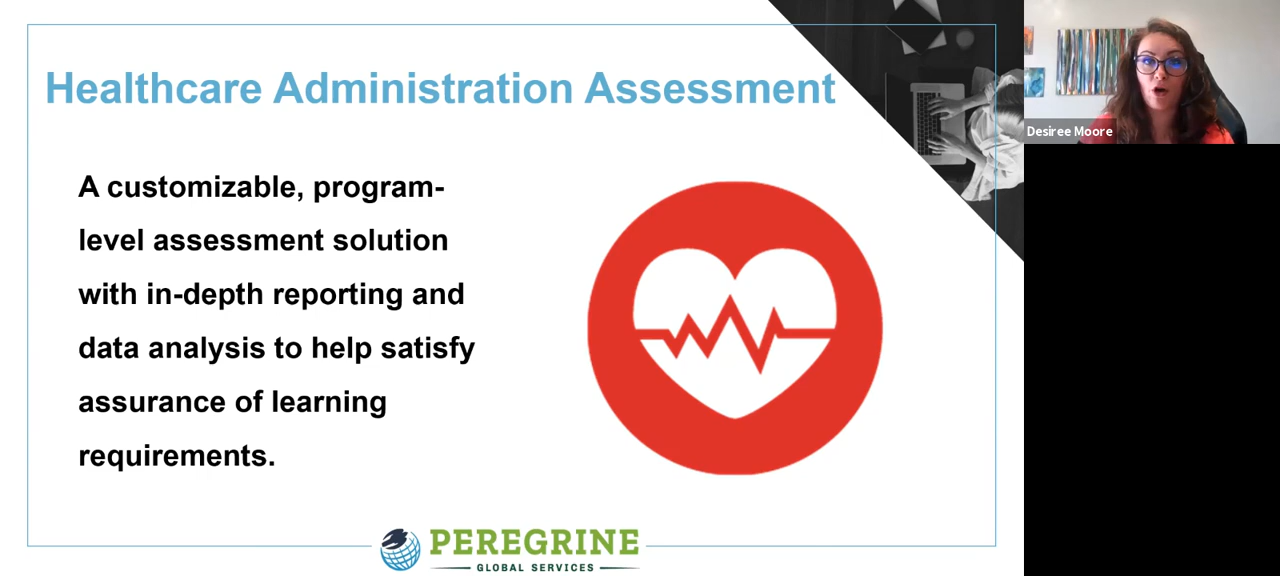 Healthcare Administration Assessment
A customizable, program-
level assessment solution
with in-depth reporting and
data analysis to help satisfy
assurance of learning
requirements.
PEREGRINE
GLOBAL SERVICES
Desiree Moore